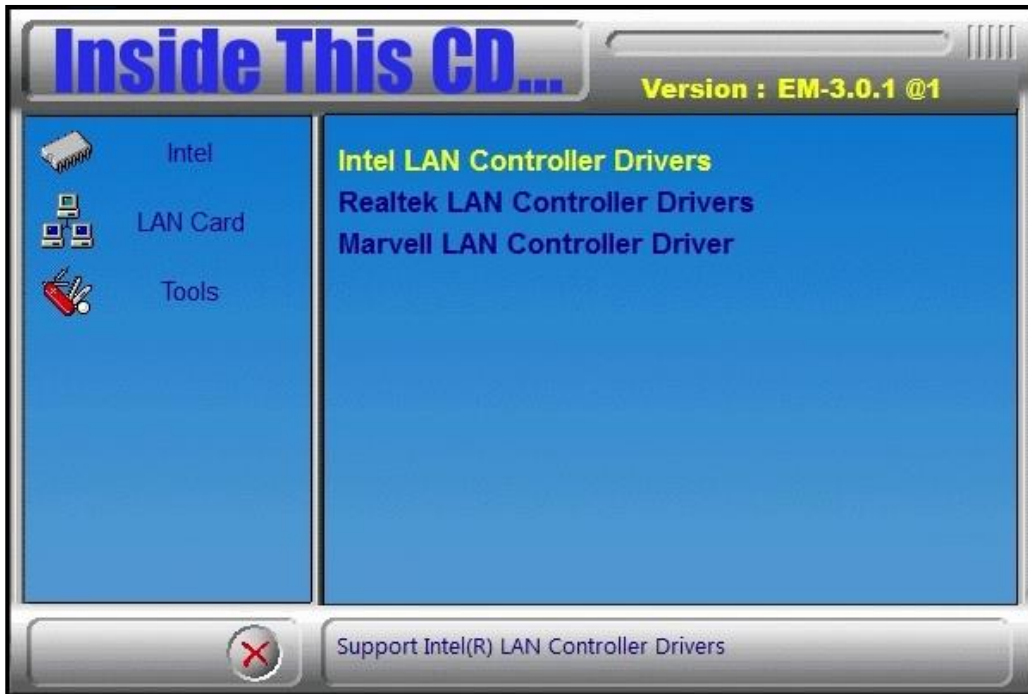 Inside This CD...
Version : EM-3.0.1 @1
Intel
LAN Card
Tools
Intel LAN Controller Drivers
Realtek LAN Controller Drivers
Marvell LAN Controller Driver
Support Intel(R) LAN Controller Drivers